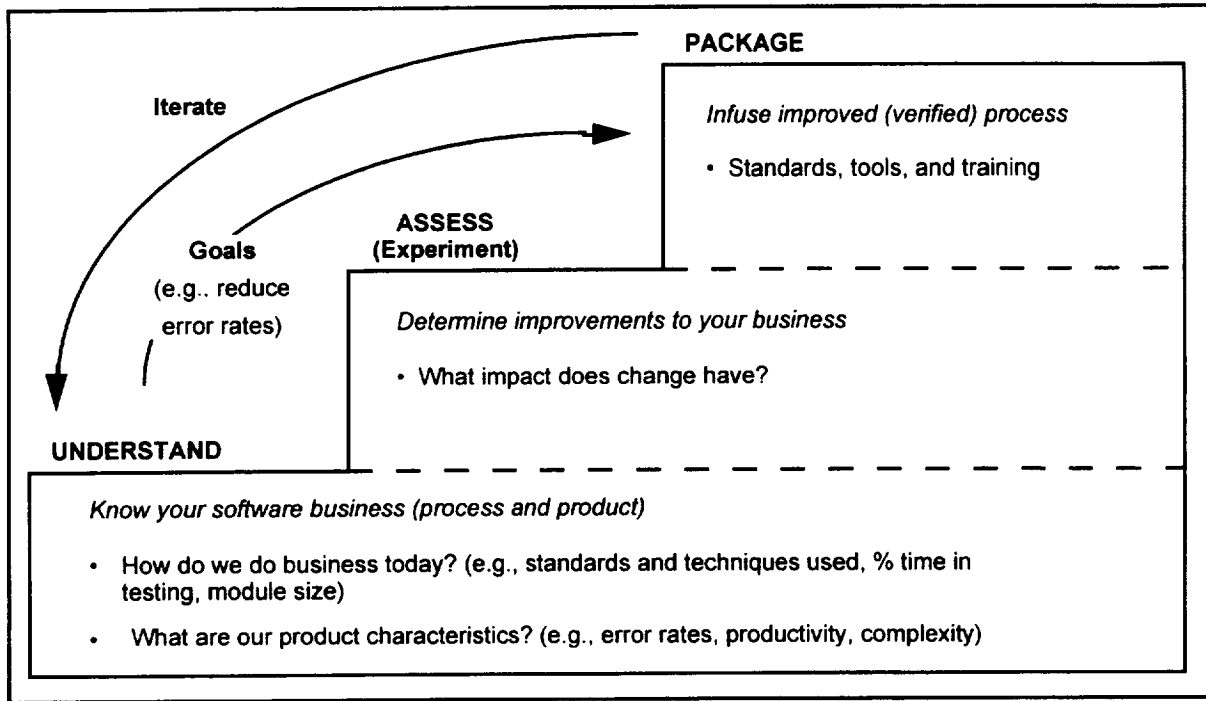 PACKAGE
Iterate
Infuse improved (verified) process
• Standards, tools, and training
ASSESS
(Experiment)
Goals
(e.g.. reduce
error rates)
Determine improvements to your business
• What impact does change have?
UNDERSTAND
Know your software business (process and product)
• How do we do business today? (e.g., standards and techniques used, % time in
testing, module size)
• What are our product characteristics? (e.g., error rates, productivity, complexity)